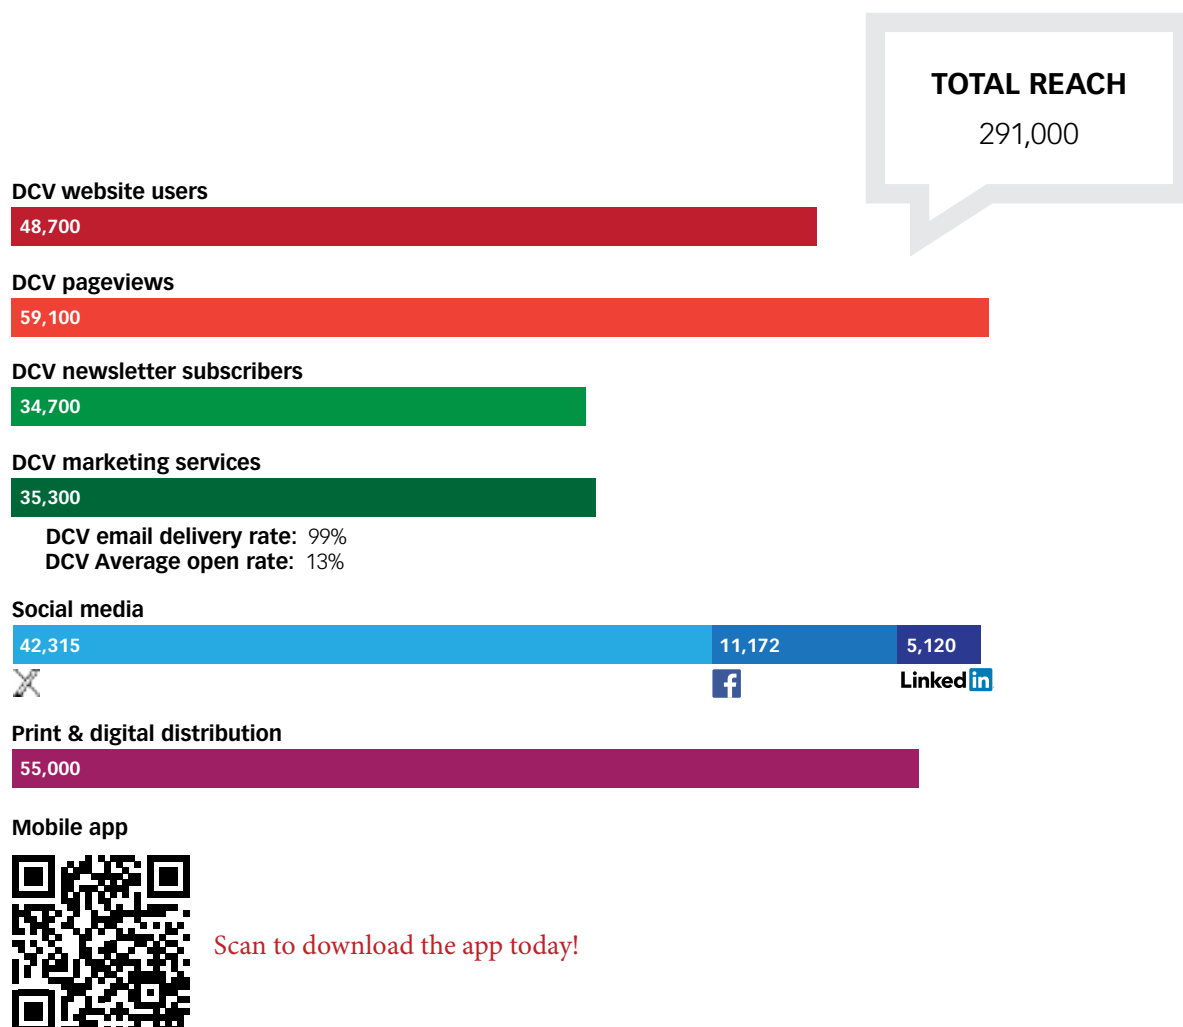 TOTAL REACH
291,000
DCV website users
48,700
DCV pageviews
59,100
DCV newsletter subscribers
34,700
DCV marketing services
35,300
DCV email delivery rate: 99%
DCV Average open rate: 13%
Social media
42,315 11,172 5,120
X f Linked in
Print & digital distribution
55,000
Mobile app
Scan to download the app today!